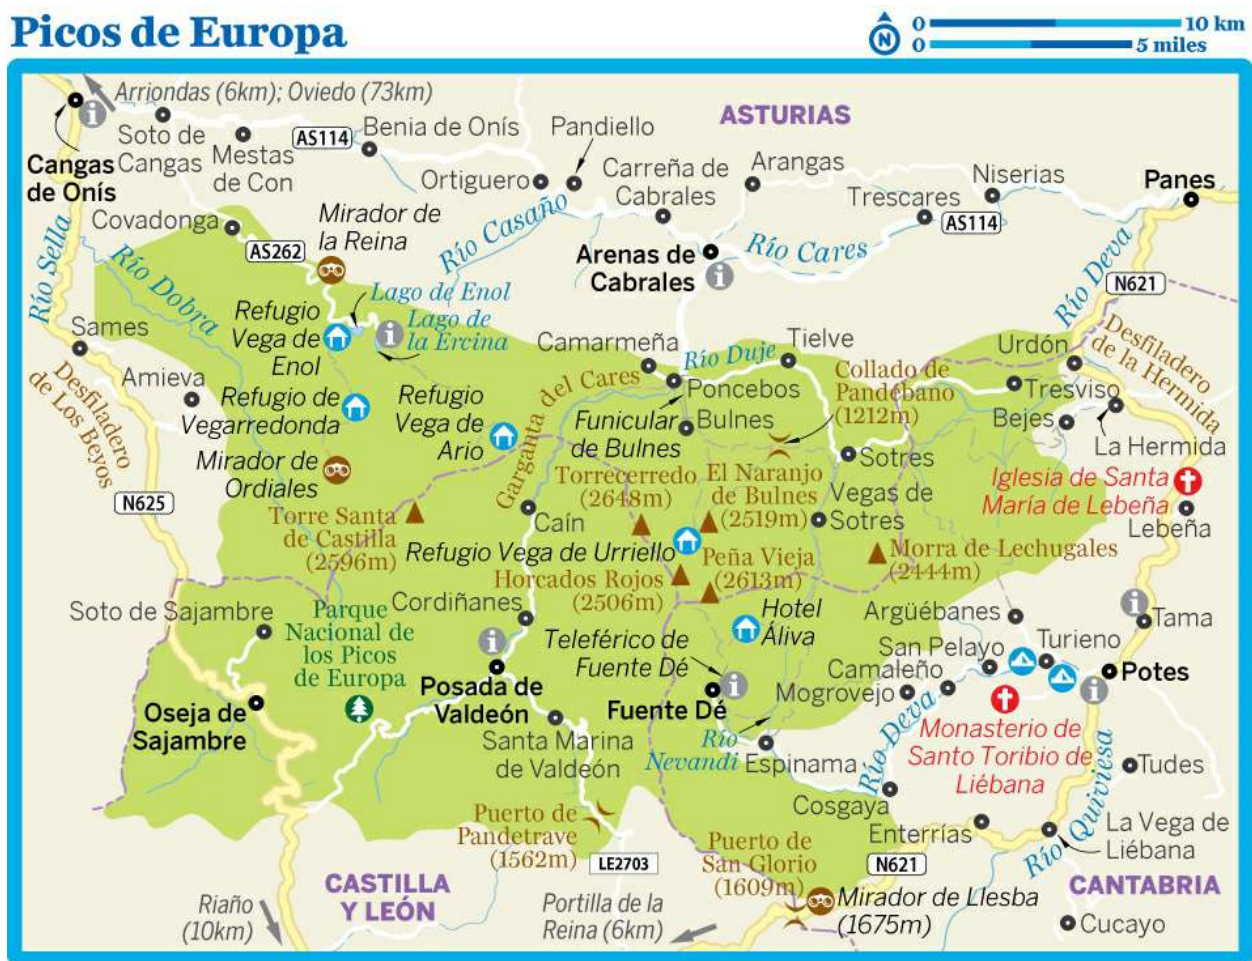 Picos de Europa
N
0 10 km
0 5 miles
Arriondas (6km); Oviedo (73km)
ASTURIAS
Cangas
de Onís
Soto de
Cangas
Mestas
de Con
AS114
Benia de Onís
Pandiello
Ortiguero
Carreña de
Cabrales
Arangas
Niserias
Trescares
AS114
Panes
Covadonga
AS262
Mirador de
la Reina
Río Casaño
Arenas de
Cabrales
Río Cares
Río Deva
N621
Río Sella
Río Dobra
Lago de Enol
Lago de
la Ercina
Refugio
Vega de
Enol
Sames
Desfiladero
de Los Beyos
Amieva
Refugio de
Vegarredonda
Refugio
Vega de
Ario
Camarmeña
Río Duje
Tielve
Urdón
Desfiladero
de la Hermida
Garganta del Cares
Poncebos
Funicular
de Bulnes
Bulnes
Collado de
Pandébano
(1212m)
Tresviso
Bejes
La Hermida
Mirador de
Ordiales
N625
Torrecerredo
(2648m)
El Naranjo
de Bulnes
(2519m)
Sotres
Vegas de
Sotres
Iglesia de Santa
María de Lebeña
Lebeña
Torre Santa
de Castilla
(2596m)
Caín
Refugio Vega de Urriello
Peña Vieja
(2613m)
Morra de Lechugales
(2444m)
Horcados Rojos
(2506m)
Soto de Sajambre
Parque
Nacional de
los Picos
de Europa
Cordiñanes
Teleférico de
Fuente Dé
Hotel
Áliva
Argüébanes
Tama
San Pelayo
Turieno
Camaleño
Mogrovejo
Potes
Oseja de
Sajambre
Posada de
Valdeón
Fuente Dé
Santa Marina
de Valdeón
Río
Nevandi
Espinama
Río Deva
Monasterio de
Santo Toribio de
Liébana
Río Quiviesa
Tudes
Cosgaya
Puerto de
Pandetrave
(1562m)
LE2703
Puerto de
San Glorio
(1609m)
Enterrías
N621
La Vega de
Liébana
CASTILLA
Y LEÓN
CANTABRIA
Riaño
(10km)
Portilla de la
Reina (6km)
Mirador de Llesba
(1675m)
Cucayo